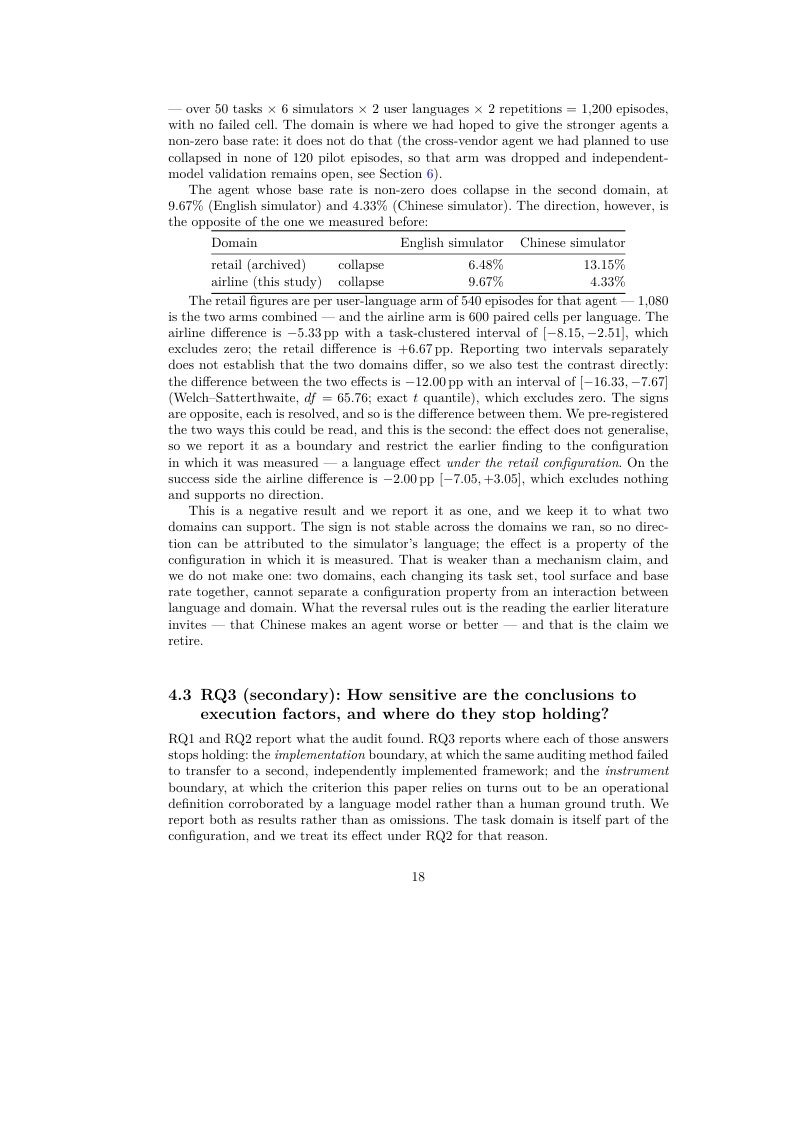 — over 50 tasks × 6 simulators × 2 user languages × 2 repetitions = 1,200 episodes,
with no failed cell. The domain is where we had hoped to give the stronger agents a
non-zero base rate: it does not do that (the cross-vendor agent we had planned to use
collapsed in none of 120 pilot episodes, so that arm was dropped and independent-
model validation remains open, see Section 6).
The agent whose base rate is non-zero does collapse in the second domain, at
9.67% (English simulator) and 4.33% (Chinese simulator). The direction, however, is
the opposite of the one we measured before:
Domain English simulator Chinese simulator
retail (archived) collapse 6.48% 13.15%
airline (this study) collapse 9.67% 4.33%
The retail figures are per user-language arm of 540 episodes for that agent — 1,080
is the two arms combined — and the airline arm is 600 paired cells per language. The
airline difference is −5.33 pp with a task-clustered interval of [−8.15, −2.51], which
excludes zero; the retail difference is +6.67 pp. Reporting two intervals separately
does not establish that the two domains differ, so we also test the contrast directly:
the difference between the two effects is −12.00 pp with an interval of [−16.33, −7.67]
(Welch–Satterthwaite, df = 65.76; exact t quantile), which excludes zero. The signs
are opposite, each is resolved, and so is the difference between them. We pre-registered
the two ways this could be read, and this is the second: the effect does not generalise,
so we report it as a boundary and restrict the earlier finding to the configuration
in which it was measured — a language effect under the retail configuration. On the
success side the airline difference is −2.00 pp [−7.05, +3.05], which excludes nothing
and supports no direction.
This is a negative result and we report it as one, and we keep it to what two
domains can support. The sign is not stable across the domains we ran, so no direc-
tion can be attributed to the simulator's language; the effect is a property of the
configuration in which it is measured. That is weaker than a mechanism claim, and
we do not make one: two domains, each changing its task set, tool surface and base
rate together, cannot separate a configuration property from an interaction between
language and domain. What the reversal rules out is the reading the earlier literature
invites — that Chinese makes an agent worse or better — and that is the claim we
retire.
4.3 RQ3 (secondary): How sensitive are the conclusions to
execution factors, and where do they stop holding?
RQ1 and RQ2 report what the audit found. RQ3 reports where each of those answers
stops holding: the implementation boundary, at which the same auditing method failed
to transfer to a second, independently implemented framework; and the instrument
boundary, at which the criterion this paper relies on turns out to be an operational
definition corroborated by a language model rather than a human ground truth. We
report both as results rather than as omissions. The task domain is itself part of the
configuration, and we treat its effect under RQ2 for that reason.
18